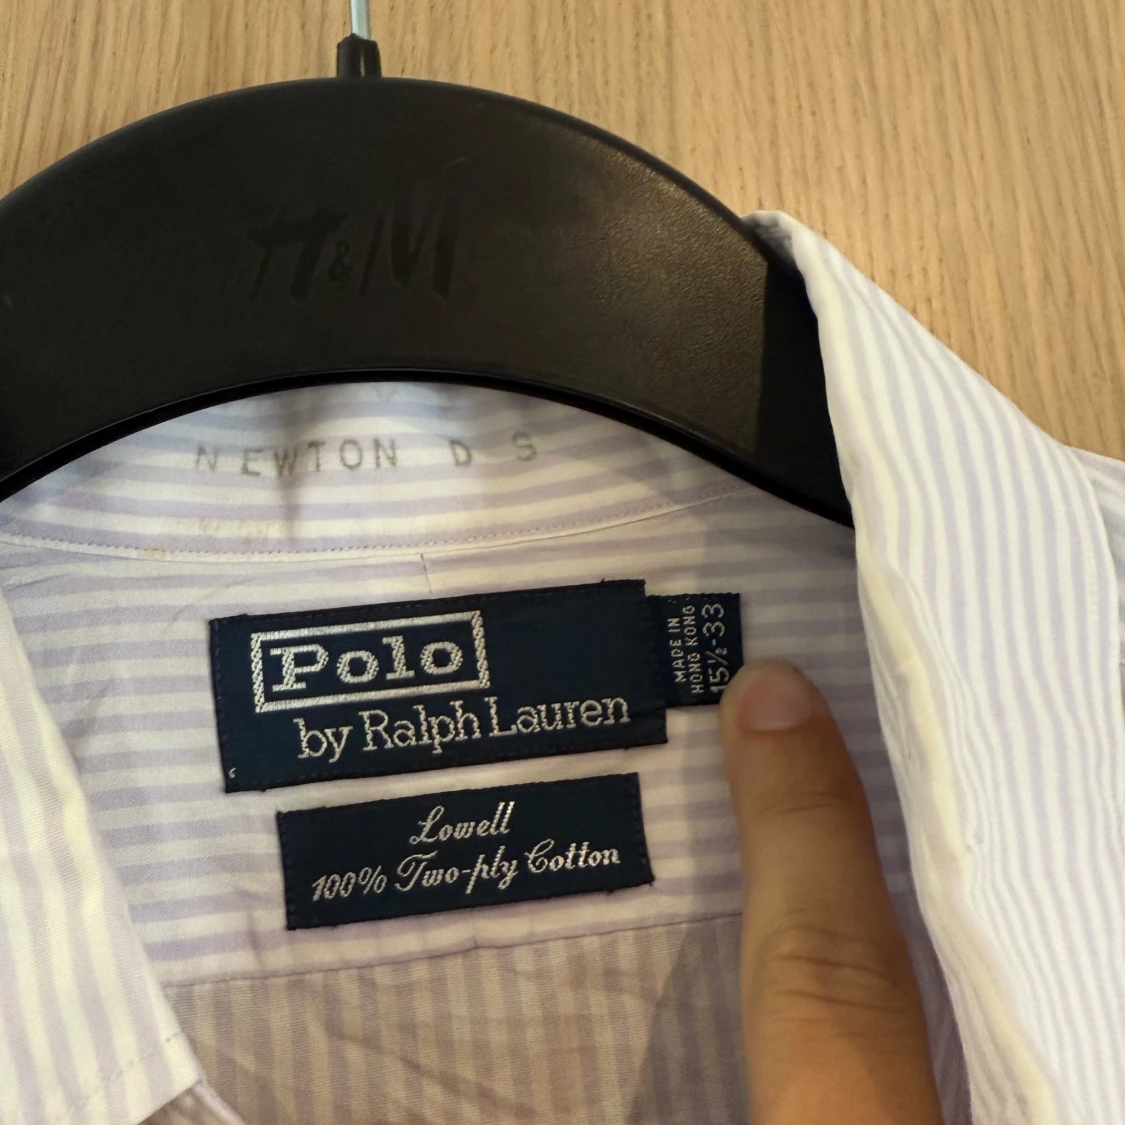 H&M
NEWTON D S
Polo
by Ralph Lauren
MADE IN
HONG KONG
15½-33
Lowell
100% Two-ply Cotton